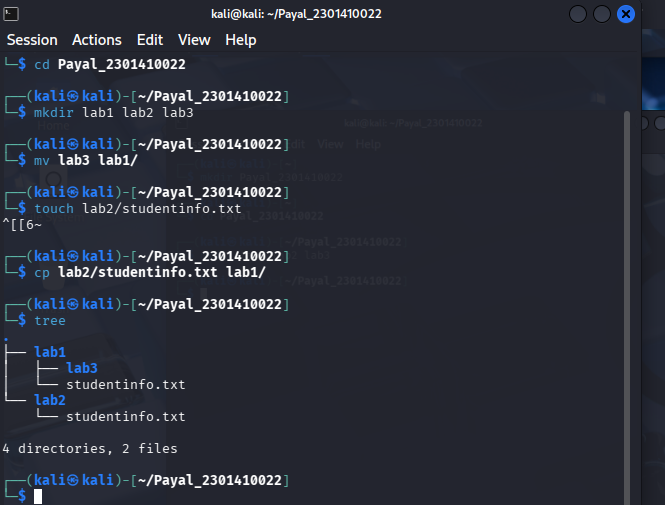 kali@kali: ~/Payal_2301410022
Session Actions Edit View Help
└─$ cd Payal_2301410022
┌──(kali㉿kali)-[~/Payal_2301410022]
└─$ mkdir lab1 lab2 lab3
┌──(kali㉿kali)-[~/Payal_2301410022]
└─$ mv lab3 lab1/
┌──(kali㉿kali)-[~/Payal_2301410022]
└─$ touch lab2/studentinfo.txt
^[[6~
┌──(kali㉿kali)-[~/Payal_2301410022]
└─$ cp lab2/studentinfo.txt lab1/
┌──(kali㉿kali)-[~/Payal_2301410022]
└─$ tree
.
├── lab1
│   ├── lab3
│   └── studentinfo.txt
└── lab2
    └── studentinfo.txt
4 directories, 2 files
┌──(kali㉿kali)-[~/Payal_2301410022]
└─$